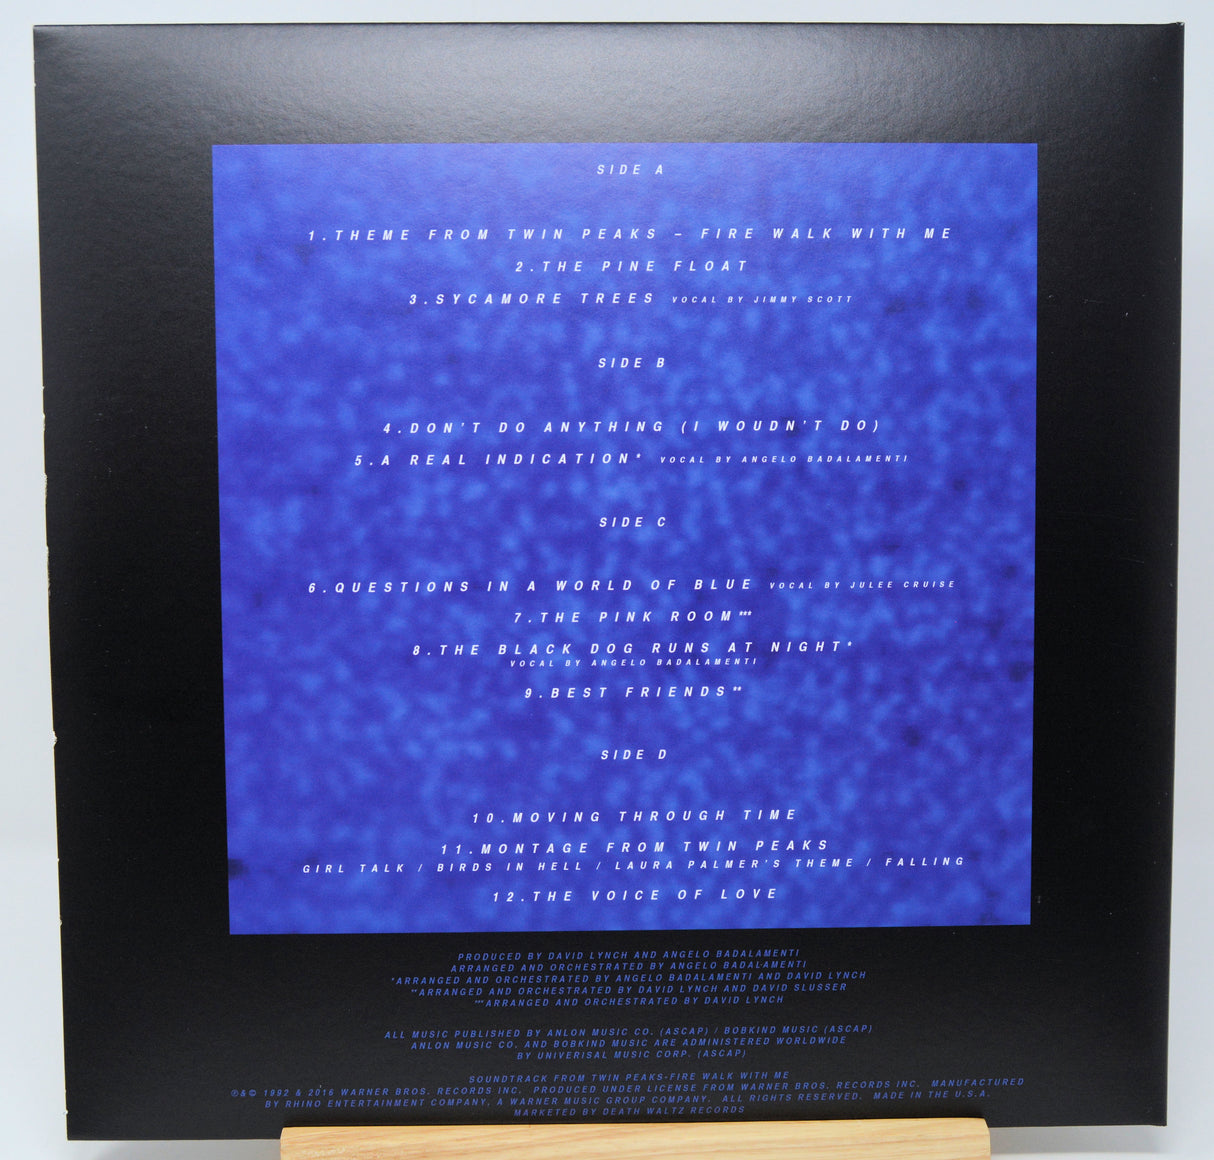 SIDE A
1.THEME FROM TWIN PEAKS – FIRE WALK WITH ME
2.THE PINE FLOAT
3.SYCAMORE TREES VOCAL BY JIMMY SCOTT
SIDE B
4.DON'T DO ANYTHING (I WOUDN'T DO)
5.A REAL INDICATION* VOCAL BY ANGELO BADALAMENTI
SIDE C
6.QUESTIONS IN A WORLD OF BLUE VOCAL BY JULEE CRUISE
7.THE PINK ROOM***
8.THE BLACK DOG RUNS AT NIGHT*
VOCAL BY ANGELO BADALAMENTI
9.BEST FRIENDS**
SIDE D
10.MOVING THROUGH TIME
11.MONTAGE FROM TWIN PEAKS
GIRL TALK / BIRDS IN HELL / LAURA PALMER'S THEME / FALLING
12.THE VOICE OF LOVE
PRODUCED BY DAVID LYNCH AND ANGELO BADALAMENTI
ARRANGED AND ORCHESTRATED BY ANGELO BADALAMENTI
*ARRANGED AND ORCHESTRATED BY ANGELO BADALAMENTI AND DAVID LYNCH
**ARRANGED AND ORCHESTRATED BY DAVID LYNCH AND DAVID SLUSSER
***ARRANGED AND ORCHESTRATED BY DAVID LYNCH
ALL MUSIC PUBLISHED BY ANLON MUSIC CO. (ASCAP) / BOBKIND MUSIC (ASCAP)
ANLON MUSIC CO. AND BOBKIND MUSIC ARE ADMINISTERED WORLDWIDE
BY UNIVERISAL MUSIC CORP. (ASCAP)
SOUNDTRACK FROM TWIN PEAKS-FIRE WALK WITH ME
℗&© 1992 & 2016 WARNER BROS. RECORDS INC. PRODUCED UNDER LICENSE FROM WARNER BROS. RECORDS INC. MANUFACTURED
BY RHINO ENTERTAINMENT COMPANY, A WARNER MUSIC GROUP COMPANY. ALL RIGHTS RESERVED. MADE IN THE U.S.A.
MARKETED BY DEATH WALTZ RECORDS